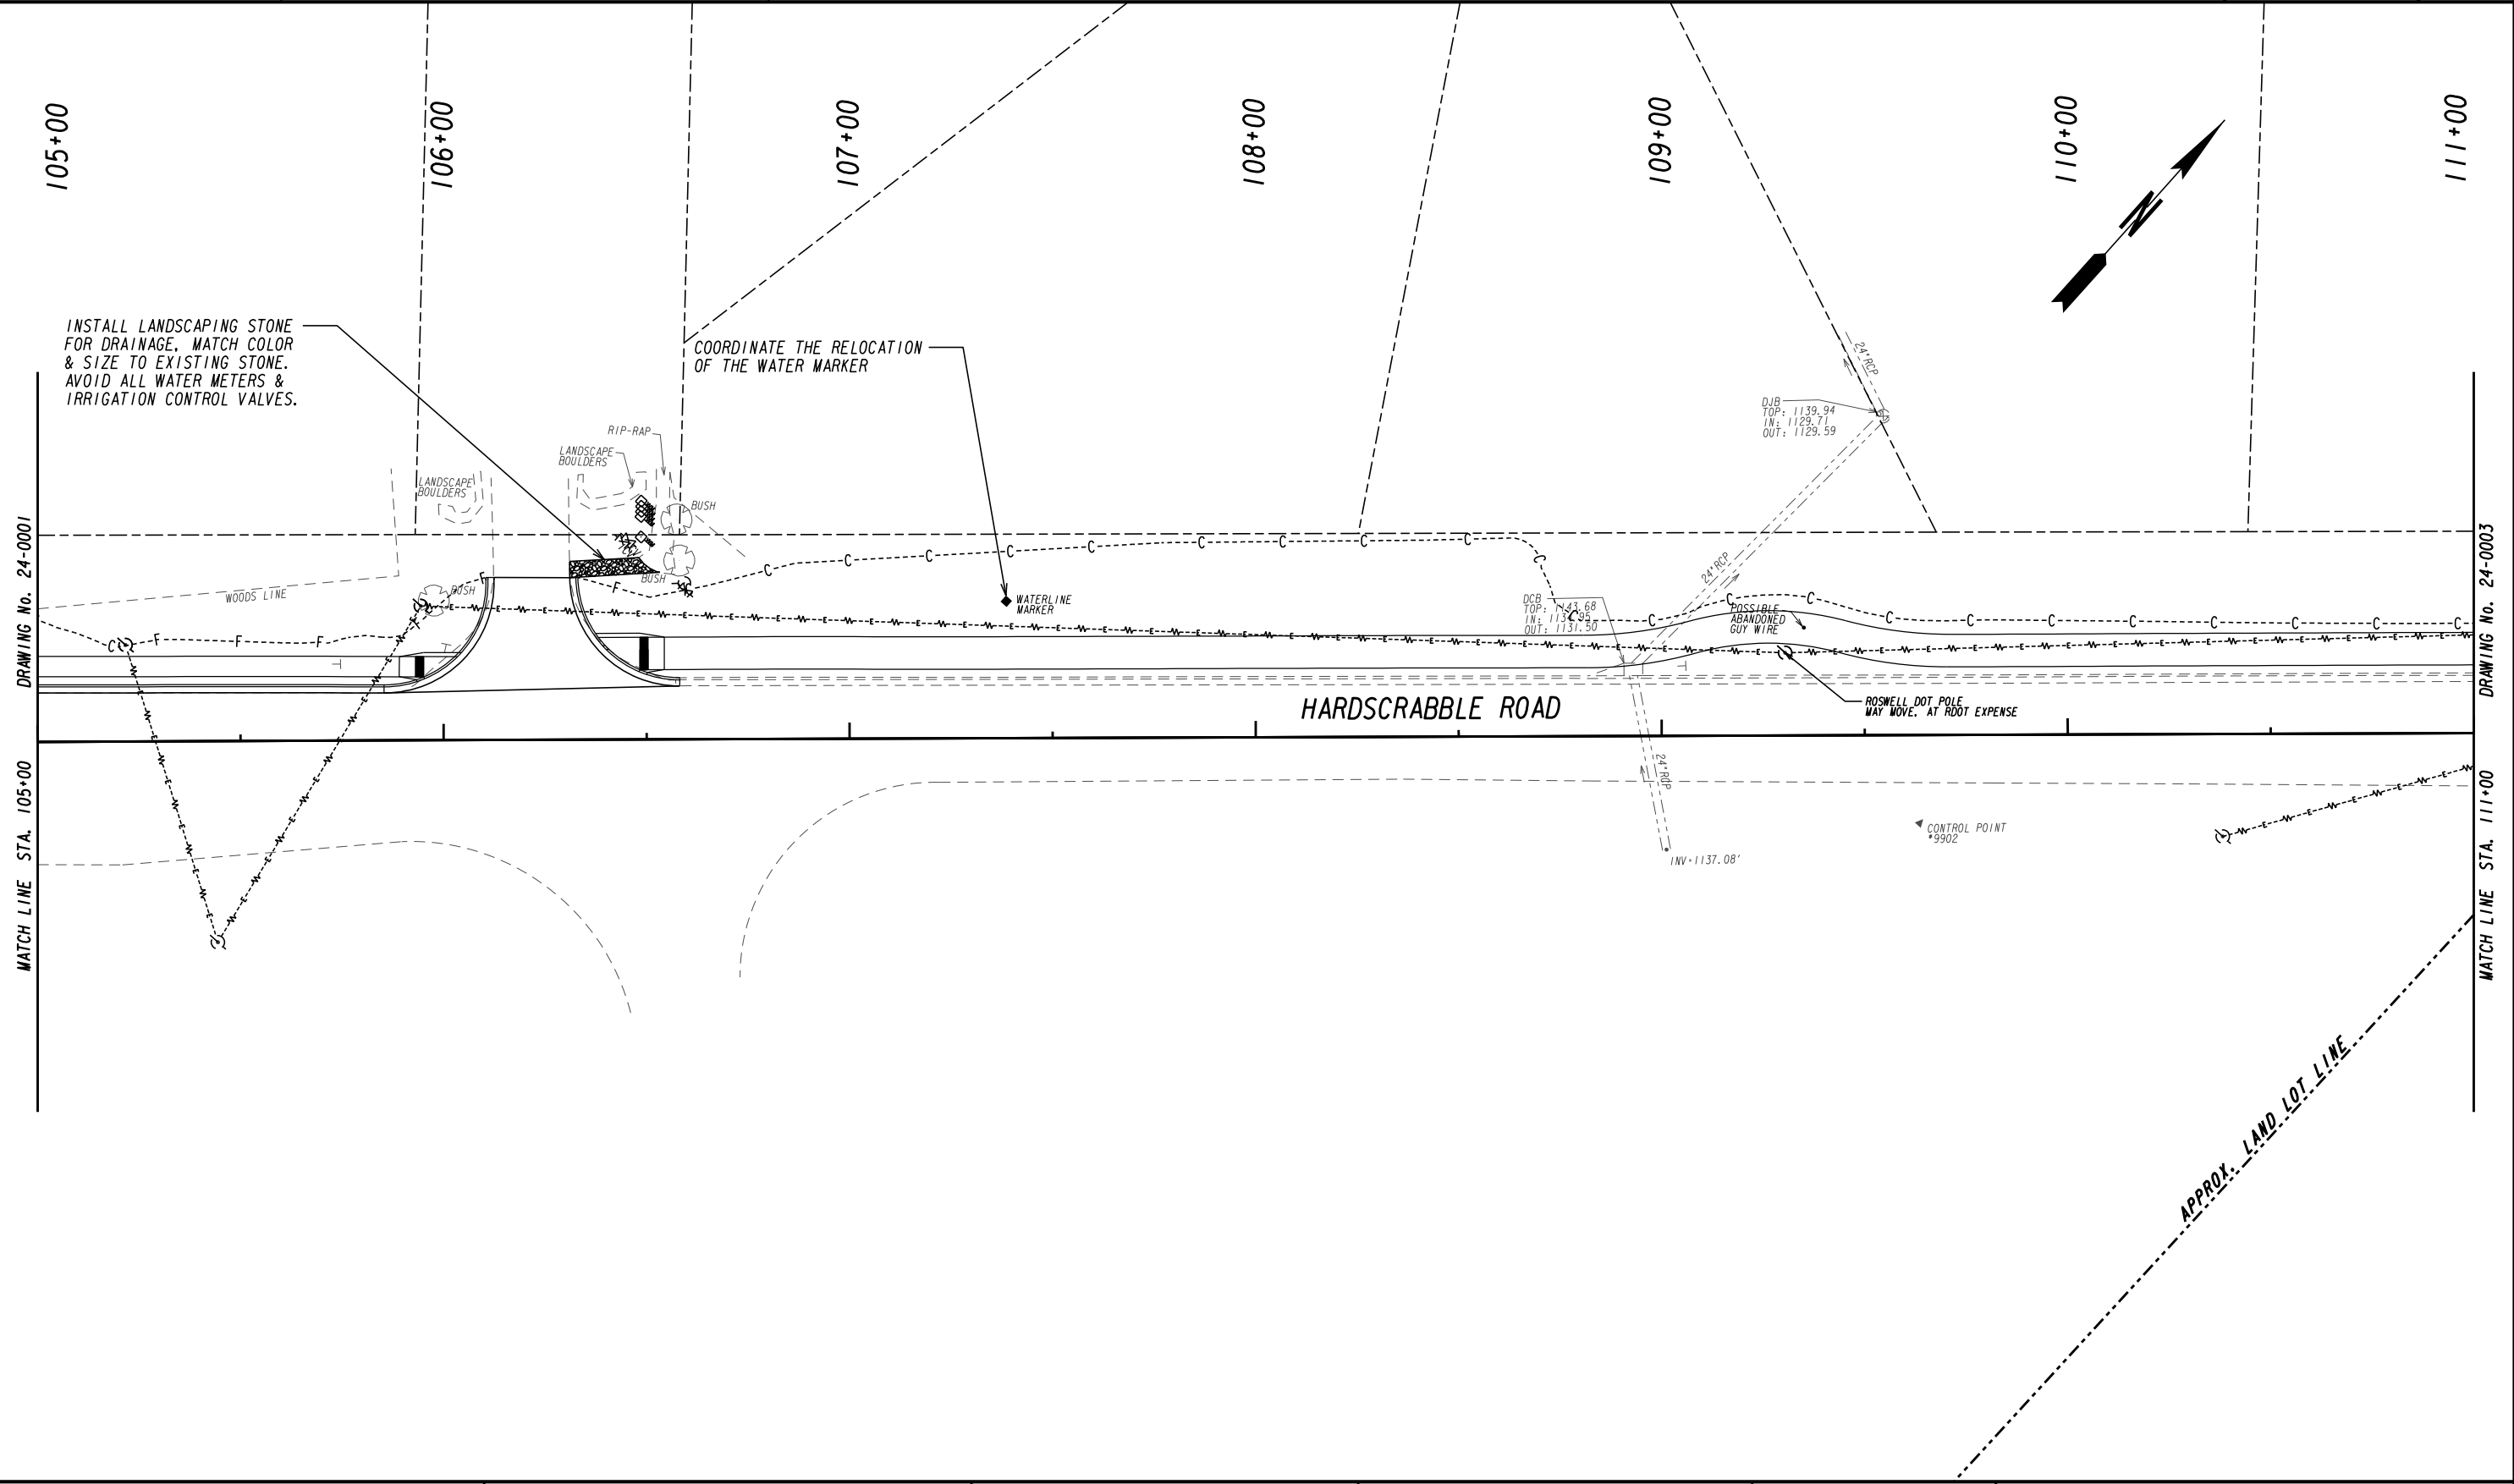 105+00
106+00
107+00
108+00
109+00
110+00
111+00
N
INSTALL LANDSCAPING STONE
FOR DRAINAGE, MATCH COLOR
& SIZE TO EXISTING STONE.
AVOID ALL WATER METERS &
IRRIGATION CONTROL VALVES.
COORDINATE THE RELOCATION
OF THE WATER MARKER
24"RCP
DJB
TOP: 1139.94
IN: 1129.71
OUT: 1129.59
RIP-RAP
LANDSCAPE
BOULDERS
LANDSCAPE
BOULDERS
BUSH
BUSH
BUSH
WOODS LINE
WATERLINE
MARKER
24"RCP
DCB
TOP: 1143.68
IN: 1131.95
OUT: 1131.50
POSSIBLE
ABANDONED
GUY WIRE
ROSWELL DOT POLE
MAY MOVE. AT RDOT EXPENSE
HARDSCRABBLE ROAD
24"RCP
INV=1137.08'
CONTROL POINT
#9902
APPROX. LAND LOT LINE
MATCH LINE STA. 105+00 DRAWING No. 24-0001
MATCH LINE STA. 111+00 DRAWING No. 24-0003